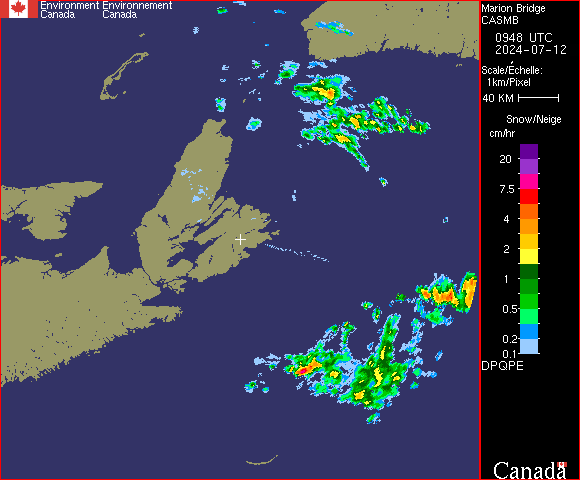 Environment Environnement
Canada Canada
Marion Bridge
CASMB
0948 UTC
2024-07-12
Scale/Echelle:
1km/Pixel
40 KM
Snow/Neige
cm/hr
20
7.5
4
2
1
0.5
0.2
0.1
DPQPE
Canada